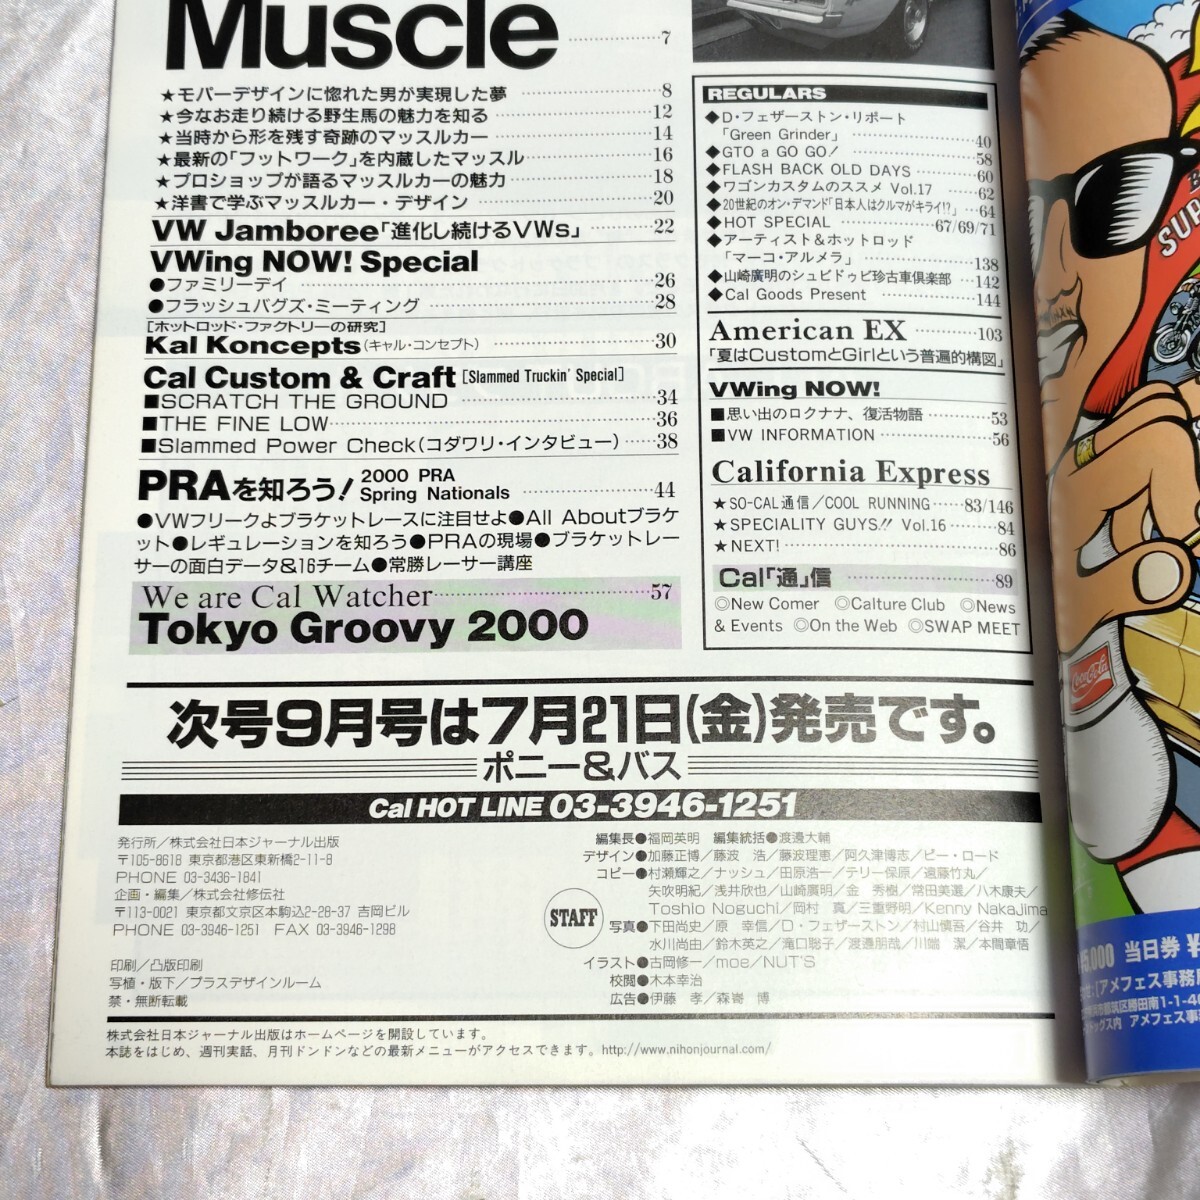 Muscle 7
★モパーデザインに惚れた男が実現した夢 8
★今なお走り続ける野生馬の魅力を知る 12
★当時から形を残す奇跡のマッスルカー 14
★最新の「フットワーク」を内蔵したマッスル 16
★プロショップが語るマッスルカーの魅力 18
★洋書で学ぶマッスルカー・デザイン 20
VW Jamboree「進化し続けるVWs」 22
VWing NOW! Special
●ファミリーデイ 26
●フラッシュバグズ・ミーティング 28
[ホットロッド・ファクトリーの研究]
Kal Koncepts(キャル・コンセプト) 30
Cal Custom & Craft [Slammed Truckin' Special]
■SCRATCH THE GROUND 34
■THE FINE LOW 36
■Slammed Power Check(コダワリ・インタビュー) 38
PRAを知ろう! 2000 PRA
Spring Nationals 44
●VWフリークよブラケットレースに注目せよ●All Aboutブラケ
ット●レギュレーションを知ろう●PRAの現場●ブラケットレー
サーの面白データ&16チーム●常勝レーサー講座
We are Cal Watcher 57
Tokyo Groovy 2000
REGULARS
◆D・フェザーストン・リポート
「Green Grinder」 40
◆GTO a GO GO! 58
◆FLASH BACK OLD DAYS 60
◆ワゴンカスタムのススメ Vol.17 62
◆20世紀のオン・デマンド「日本人はクルマがキライ!?」 64
◆HOT SPECIAL 67/69/71
◆アーティスト&ホットロッド
「マーコ・アルメラ」 138
◆山崎廣明のシュビドゥビ珍古車倶楽部 142
◆Cal Goods Present 144
American EX 103
「夏はCustomとGirlという普遍的構図」
VWing NOW!
■思い出のロクナナ、復活物語 53
■VW INFORMATION 56
California Express
★SO-CAL通信/COOL RUNNING 83/146
★SPECIALITY GUYS!! Vol.16 84
★NEXT! 86
Cal「通」信 89
◎New Comer ◎Calture Club ◎News
& Events ◎On the Web ◎SWAP MEET
次号9月号は7月21日(金)発売です。
ポニー&バス
Cal HOT LINE 03-3946-1251
発行所/株式会社日本ジャーナル出版
〒105-8618 東京都港区東新橋2-11-8
PHONE 03-3436-1841
企画・編集/株式会社修伝社
〒113-0021 東京都文京区本駒込2-28-37 吉岡ビル
PHONE 03-3946-1251 FAX 03-3946-1298
印刷/凸版印刷
写植・版下/プラスデザインルーム
禁・無断転載
STAFF
編集長●福岡英明 編集統括●渡邉大輔
デザイン●加藤正博/藤波 浩/藤波理恵/阿久津博志/ピー・ロード
コピー●村瀬輝之/ナッシュ/田原浩一/テリー保原/遠藤竹丸/
矢吹明紀/浅井欣也/山崎廣明/金 秀樹/常田美選/八木康夫/
Toshio Noguchi/岡村 真/三重野明/Kenny NakaJima
写真●下田尚史/原 幸信/D・フェザーストン/村山慎吾/谷井 功/
水川尚由/鈴木英之/滝口聡子/渡邉朋哉/川端 潔/本間章悟
イラスト●古岡修一/moe/NUT'S
校閲●木本幸治
広告●伊藤 孝/森嵜 博
株式会社日本ジャーナル出版はホームページを開設しています。
本誌をはじめ、週刊実話、月刊ドンドンなどの最新メニューがアクセスできます。http://www.nihonjournal.com/
SUP
Coca-Cola
¥5,000 当日券 ¥
[アメフェス事務局
都筑区勝田南1-1-40
ドッグス内 アメフェス事務